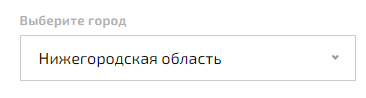 Выберите город
Нижегородская область